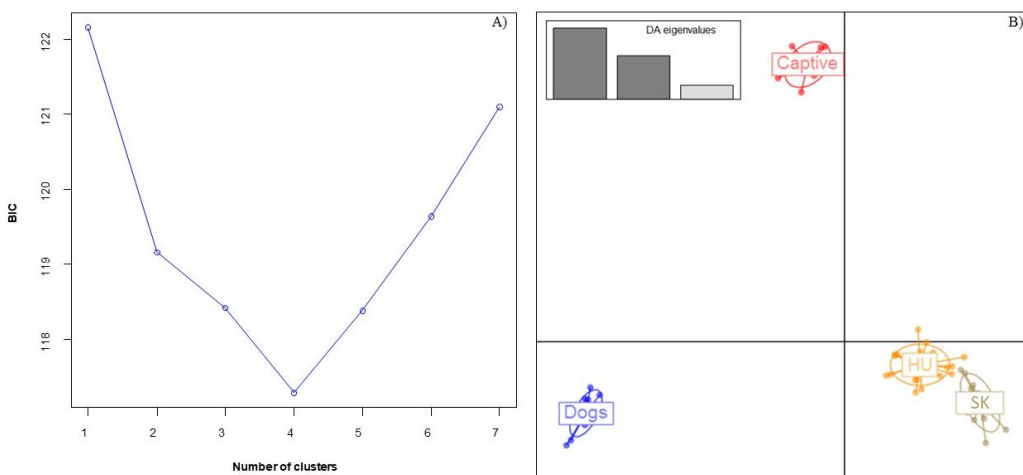 A)
BIC
122
121
120
119
118
1 2 3 4 5 6 7
Number of clusters
B)
DA eigenvalues
Captive
HU
SK
Dogs